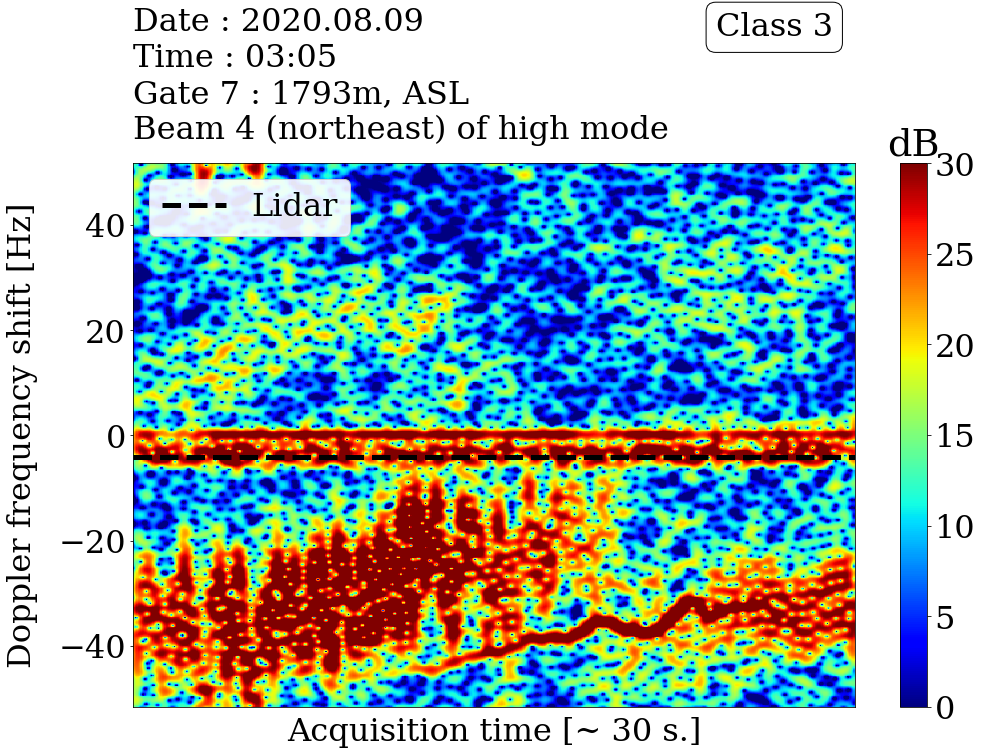 Date : 2020.08.09
Time : 03:05
Gate 7 : 1793m, ASL
Beam 4 (northeast) of high mode
Class 3
dB
Lidar
Doppler frequency shift [Hz]
40
20
0
−20
−40
30
25
20
15
10
5
0
Acquisition time [~ 30 s.]